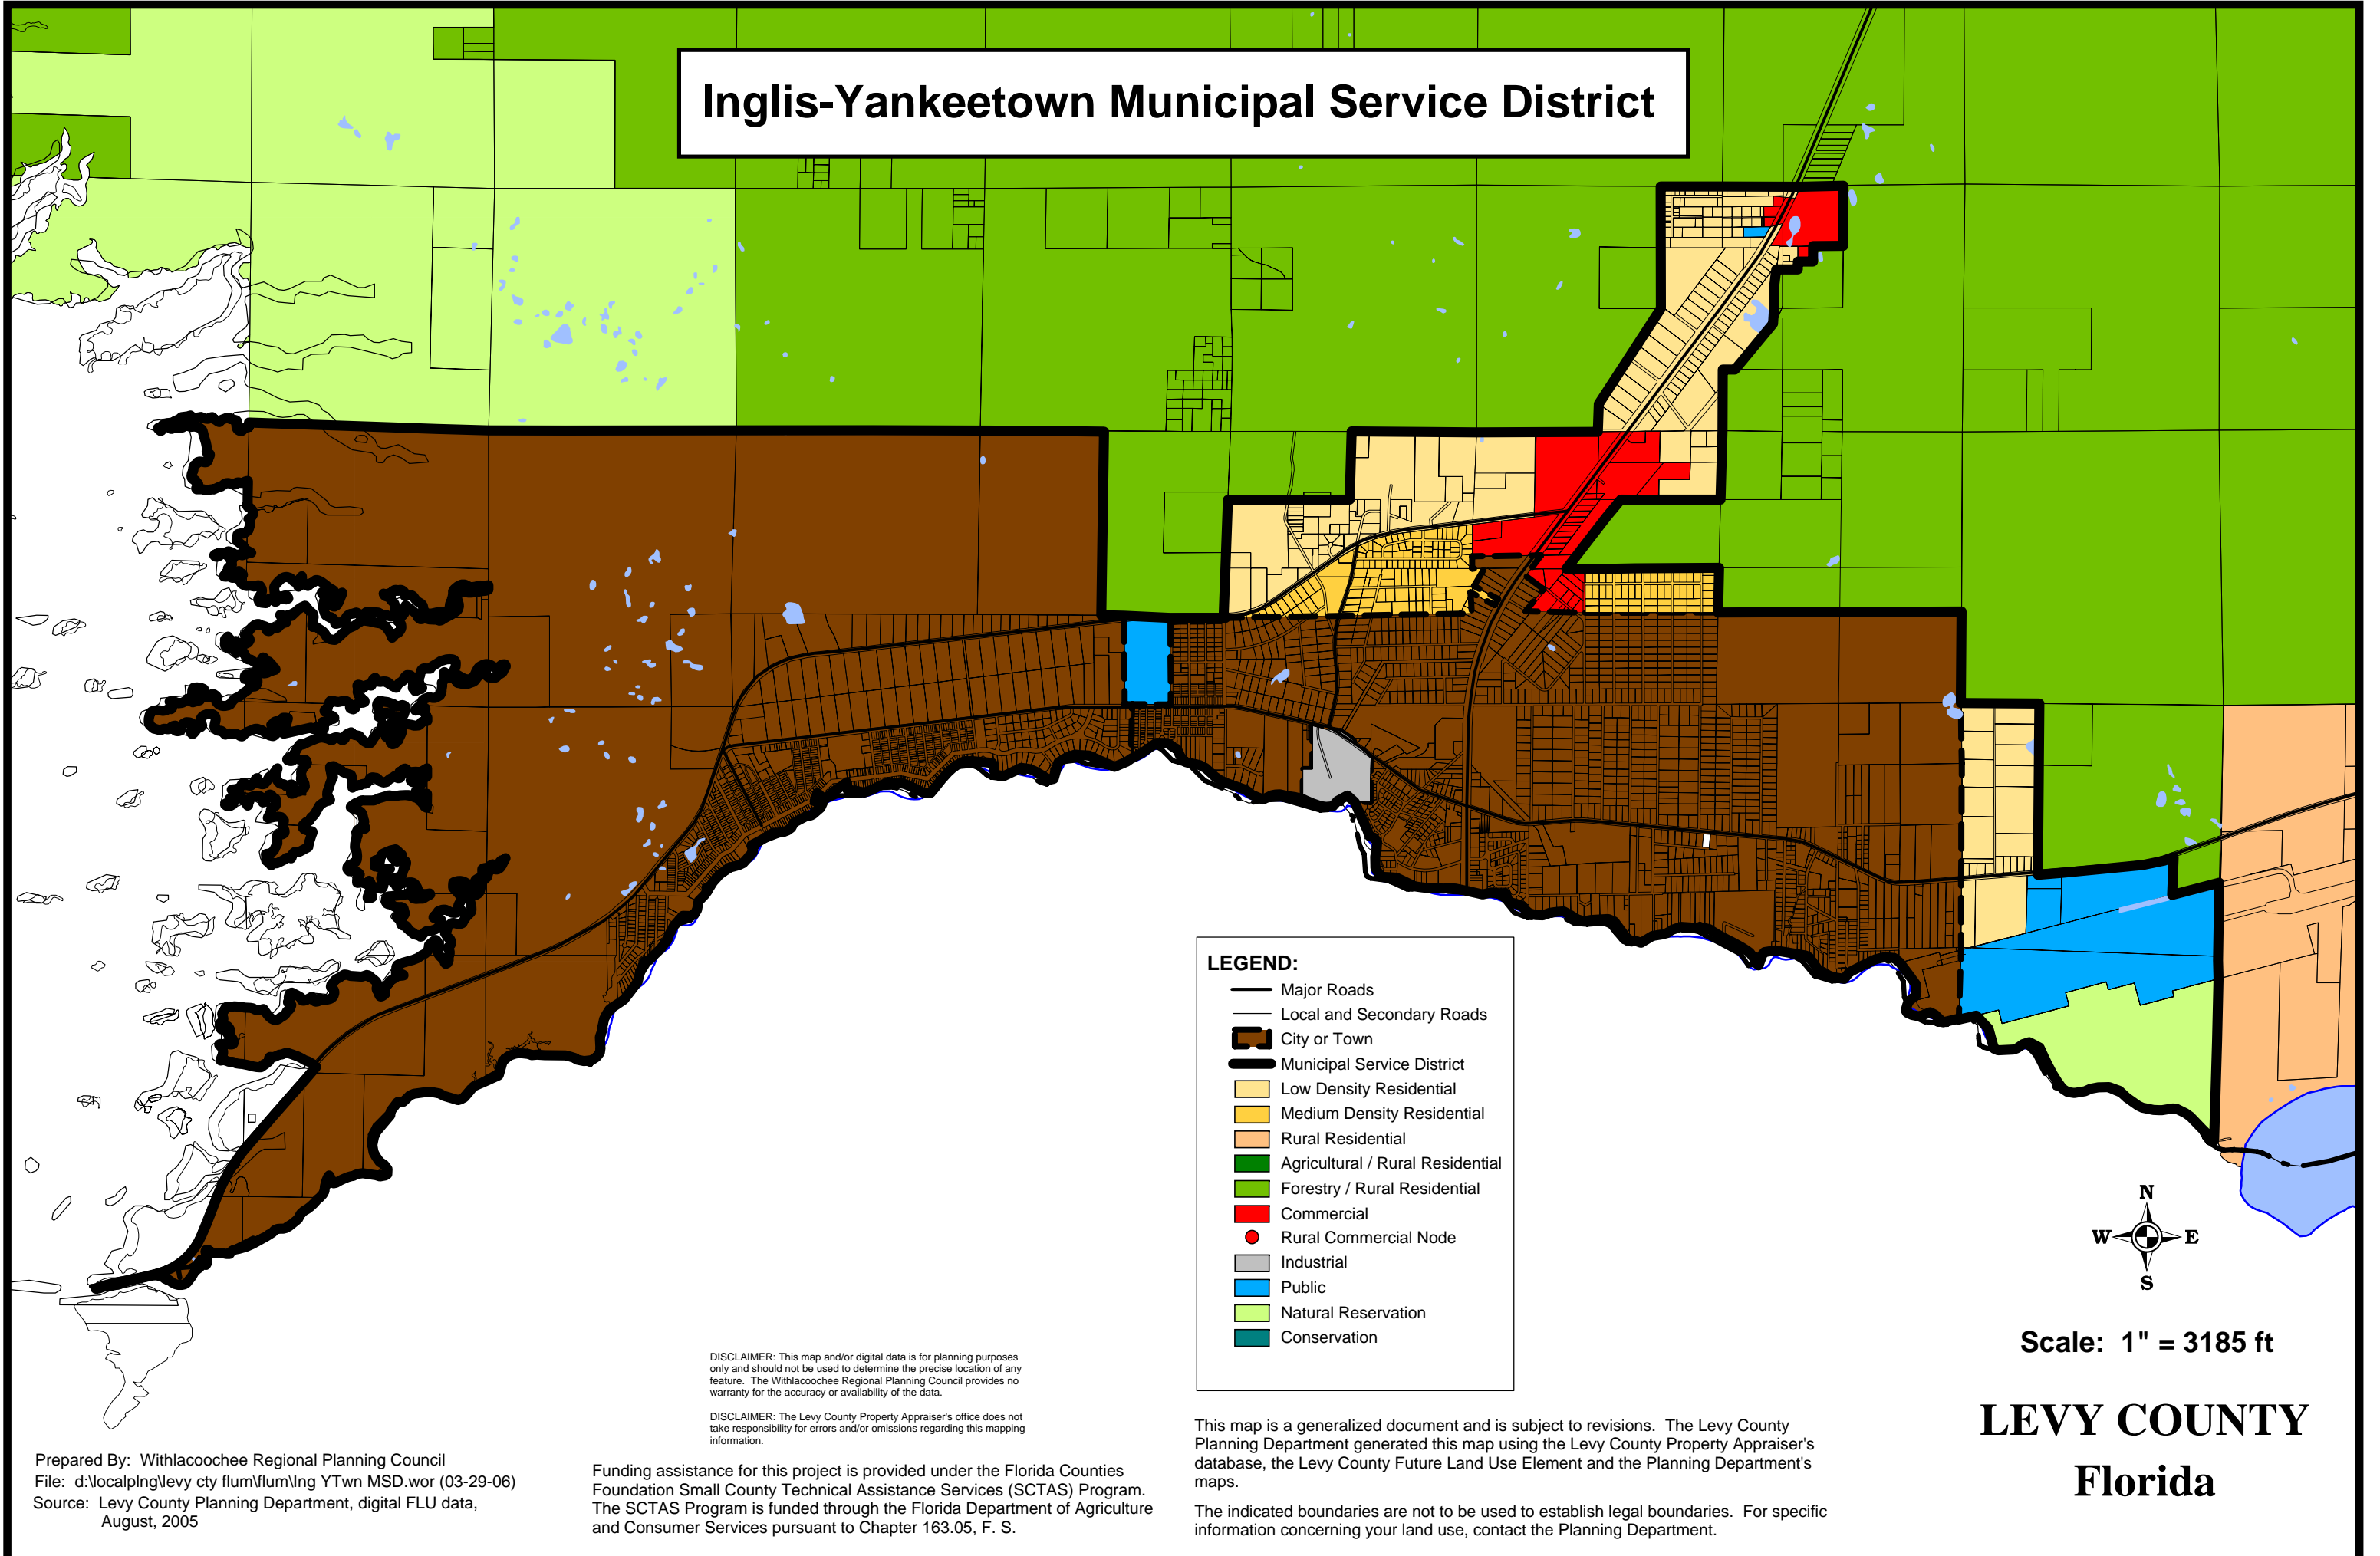 Inglis-Yankeetown Municipal Service District
LEGEND:
Major Roads
Local and Secondary Roads
City or Town
Municipal Service District
Low Density Residential
Medium Density Residential
Rural Residential
Agricultural / Rural Residential
Forestry / Rural Residential
Commercial
Rural Commercial Node
Industrial
Public
Natural Reservation
Conservation
N
W E
S
Scale: 1" = 3185 ft
LEVY COUNTY
Florida
DISCLAIMER: This map and/or digital data is for planning purposes
only and should not be used to determine the precise location of any
feature. The Withlacoochee Regional Planning Council provides no
warranty for the accuracy or availability of the data.
DISCLAIMER: The Levy County Property Appraiser's office does not
take responsibility for errors and/or omissions regarding this mapping
information.
Prepared By: Withlacoochee Regional Planning Council
File: d:\localplng\levy cty flum\flum\Ing YTwn MSD.wor (03-29-06)
Source: Levy County Planning Department, digital FLU data,
August, 2005
Funding assistance for this project is provided under the Florida Counties
Foundation Small County Technical Assistance Services (SCTAS) Program.
The SCTAS Program is funded through the Florida Department of Agriculture
and Consumer Services pursuant to Chapter 163.05, F. S.
This map is a generalized document and is subject to revisions. The Levy County
Planning Department generated this map using the Levy County Property Appraiser's
database, the Levy County Future Land Use Element and the Planning Department's
maps.
The indicated boundaries are not to be used to establish legal boundaries. For specific
information concerning your land use, contact the Planning Department.